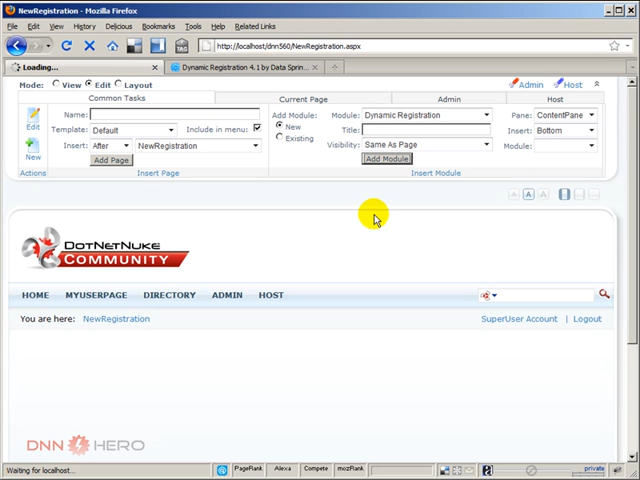 NewRegistration - Mozilla Firefox
File Edit View History Delicious Bookmarks Tools Help Related Links
TAG http://localhost/dnn560/NewRegistration.aspx
Loading... Dynamic Registration 4.1 by Data Sprin...
Mode: View Edit Layout Admin Host
Common Tasks Current Page Admin Host
Name: Add Module: Module: Dynamic Registration Pane: ContentPane
Edit Template: Default Include in menu: New Title: Insert: Bottom
New Insert: After NewRegistration Existing Visibility: Same As Page Module:
Add Page Add Module
Actions Insert Page Insert Module
A A A
DOTNETNUKE
COMMUNITY
HOME MYUSERPAGE DIRECTORY ADMIN HOST
You are here: NewRegistration SuperUser Account | Logout
DNN HERO
Waiting for localhost... PageRank Alexa Compete mozRank private